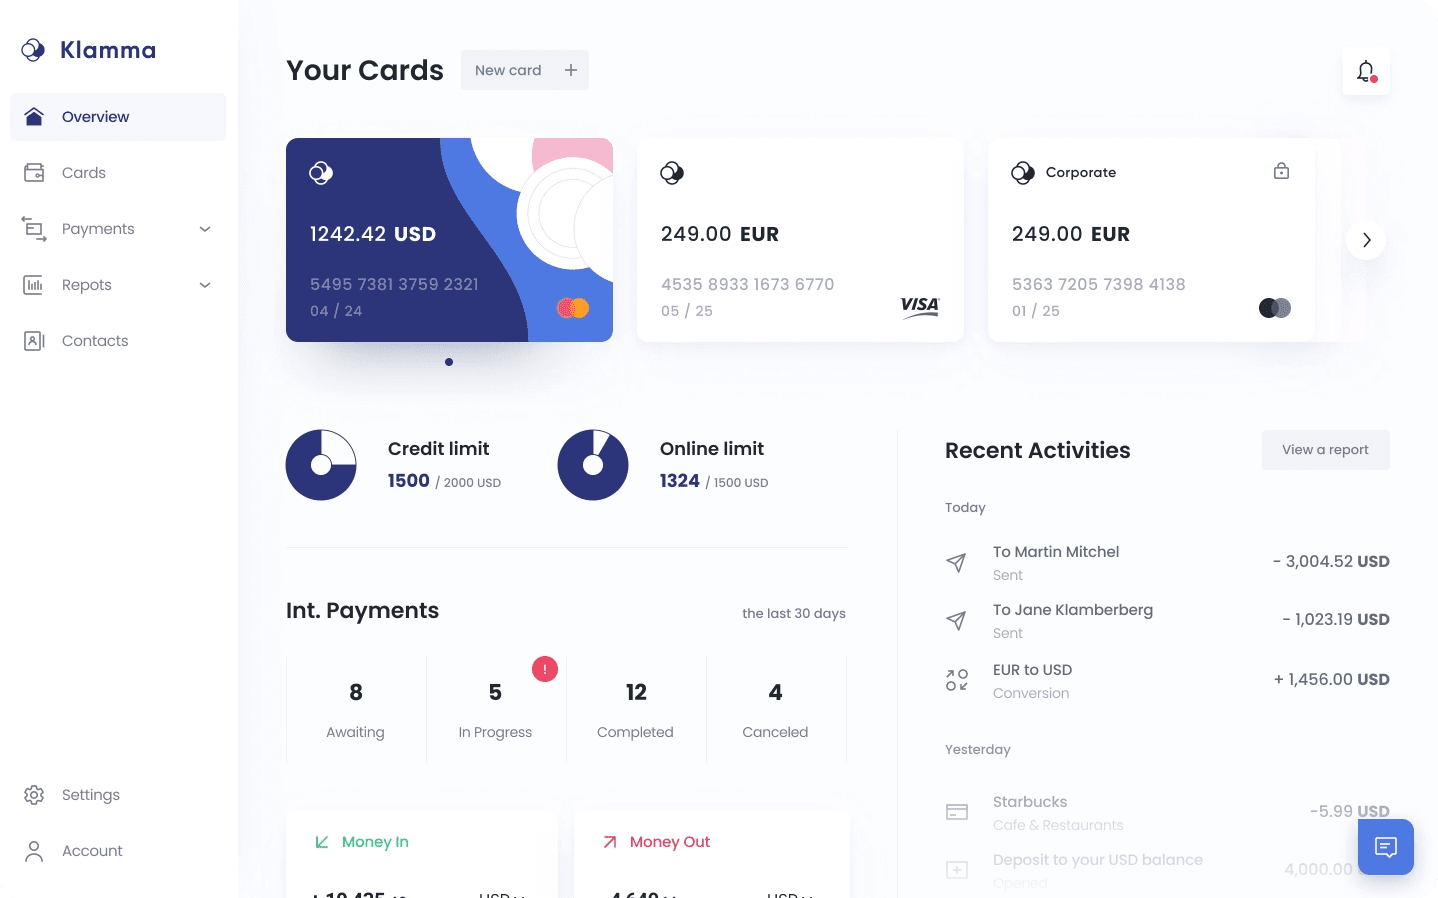 Klamma
Overview
Cards
Payments
Repots
Contacts
Settings
Account
Your Cards
New card +
1242.42 USD
5495 7381 3759 2321
04 / 24
249.00 EUR
4535 8933 1673 6770
05 / 25
VISA
Corporate
249.00 EUR
5363 7205 7398 4138
01 / 25
Credit limit
1500 / 2000 USD
Online limit
1324 / 1500 USD
Int. Payments
the last 30 days
8
Awaiting
5
!
In Progress
12
Completed
4
Canceled
Money In
USD
Money Out
USD
Recent Activities
View a report
Today
To Martin Mitchel
Sent
- 3,004.52 USD
To Jane Klamberberg
Sent
- 1,023.19 USD
EUR to USD
Conversion
+ 1,456.00 USD
Yesterday
Starbucks
Cafe & Restaurants
-5.99 USD
Deposit to your USD balance
Opened
4,000.00